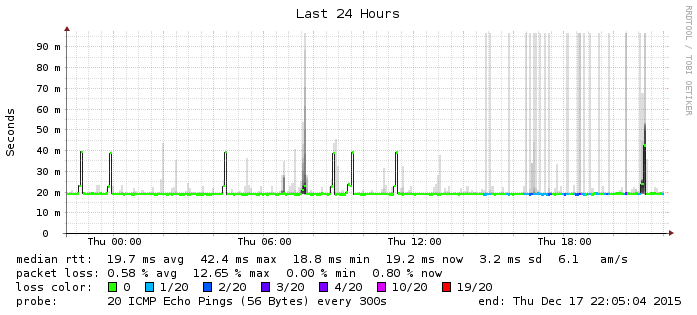 Last 24 Hours
RRDTOOL / TOBI OETIKER
Seconds
90 m
80 m
70 m
60 m
50 m
40 m
30 m
20 m
10 m
0
Thu 00:00 Thu 06:00 Thu 12:00 Thu 18:00
median rtt: 19.7 ms avg 42.4 ms max 18.8 ms min 19.2 ms now 3.2 ms sd 6.1 am/s
packet loss: 0.58 % avg 12.65 % max 0.00 % min 0.80 % now
loss color: 0 1/20 2/20 3/20 4/20 10/20 19/20
probe: 20 ICMP Echo Pings (56 Bytes) every 300s end: Thu Dec 17 22:05:04 2015